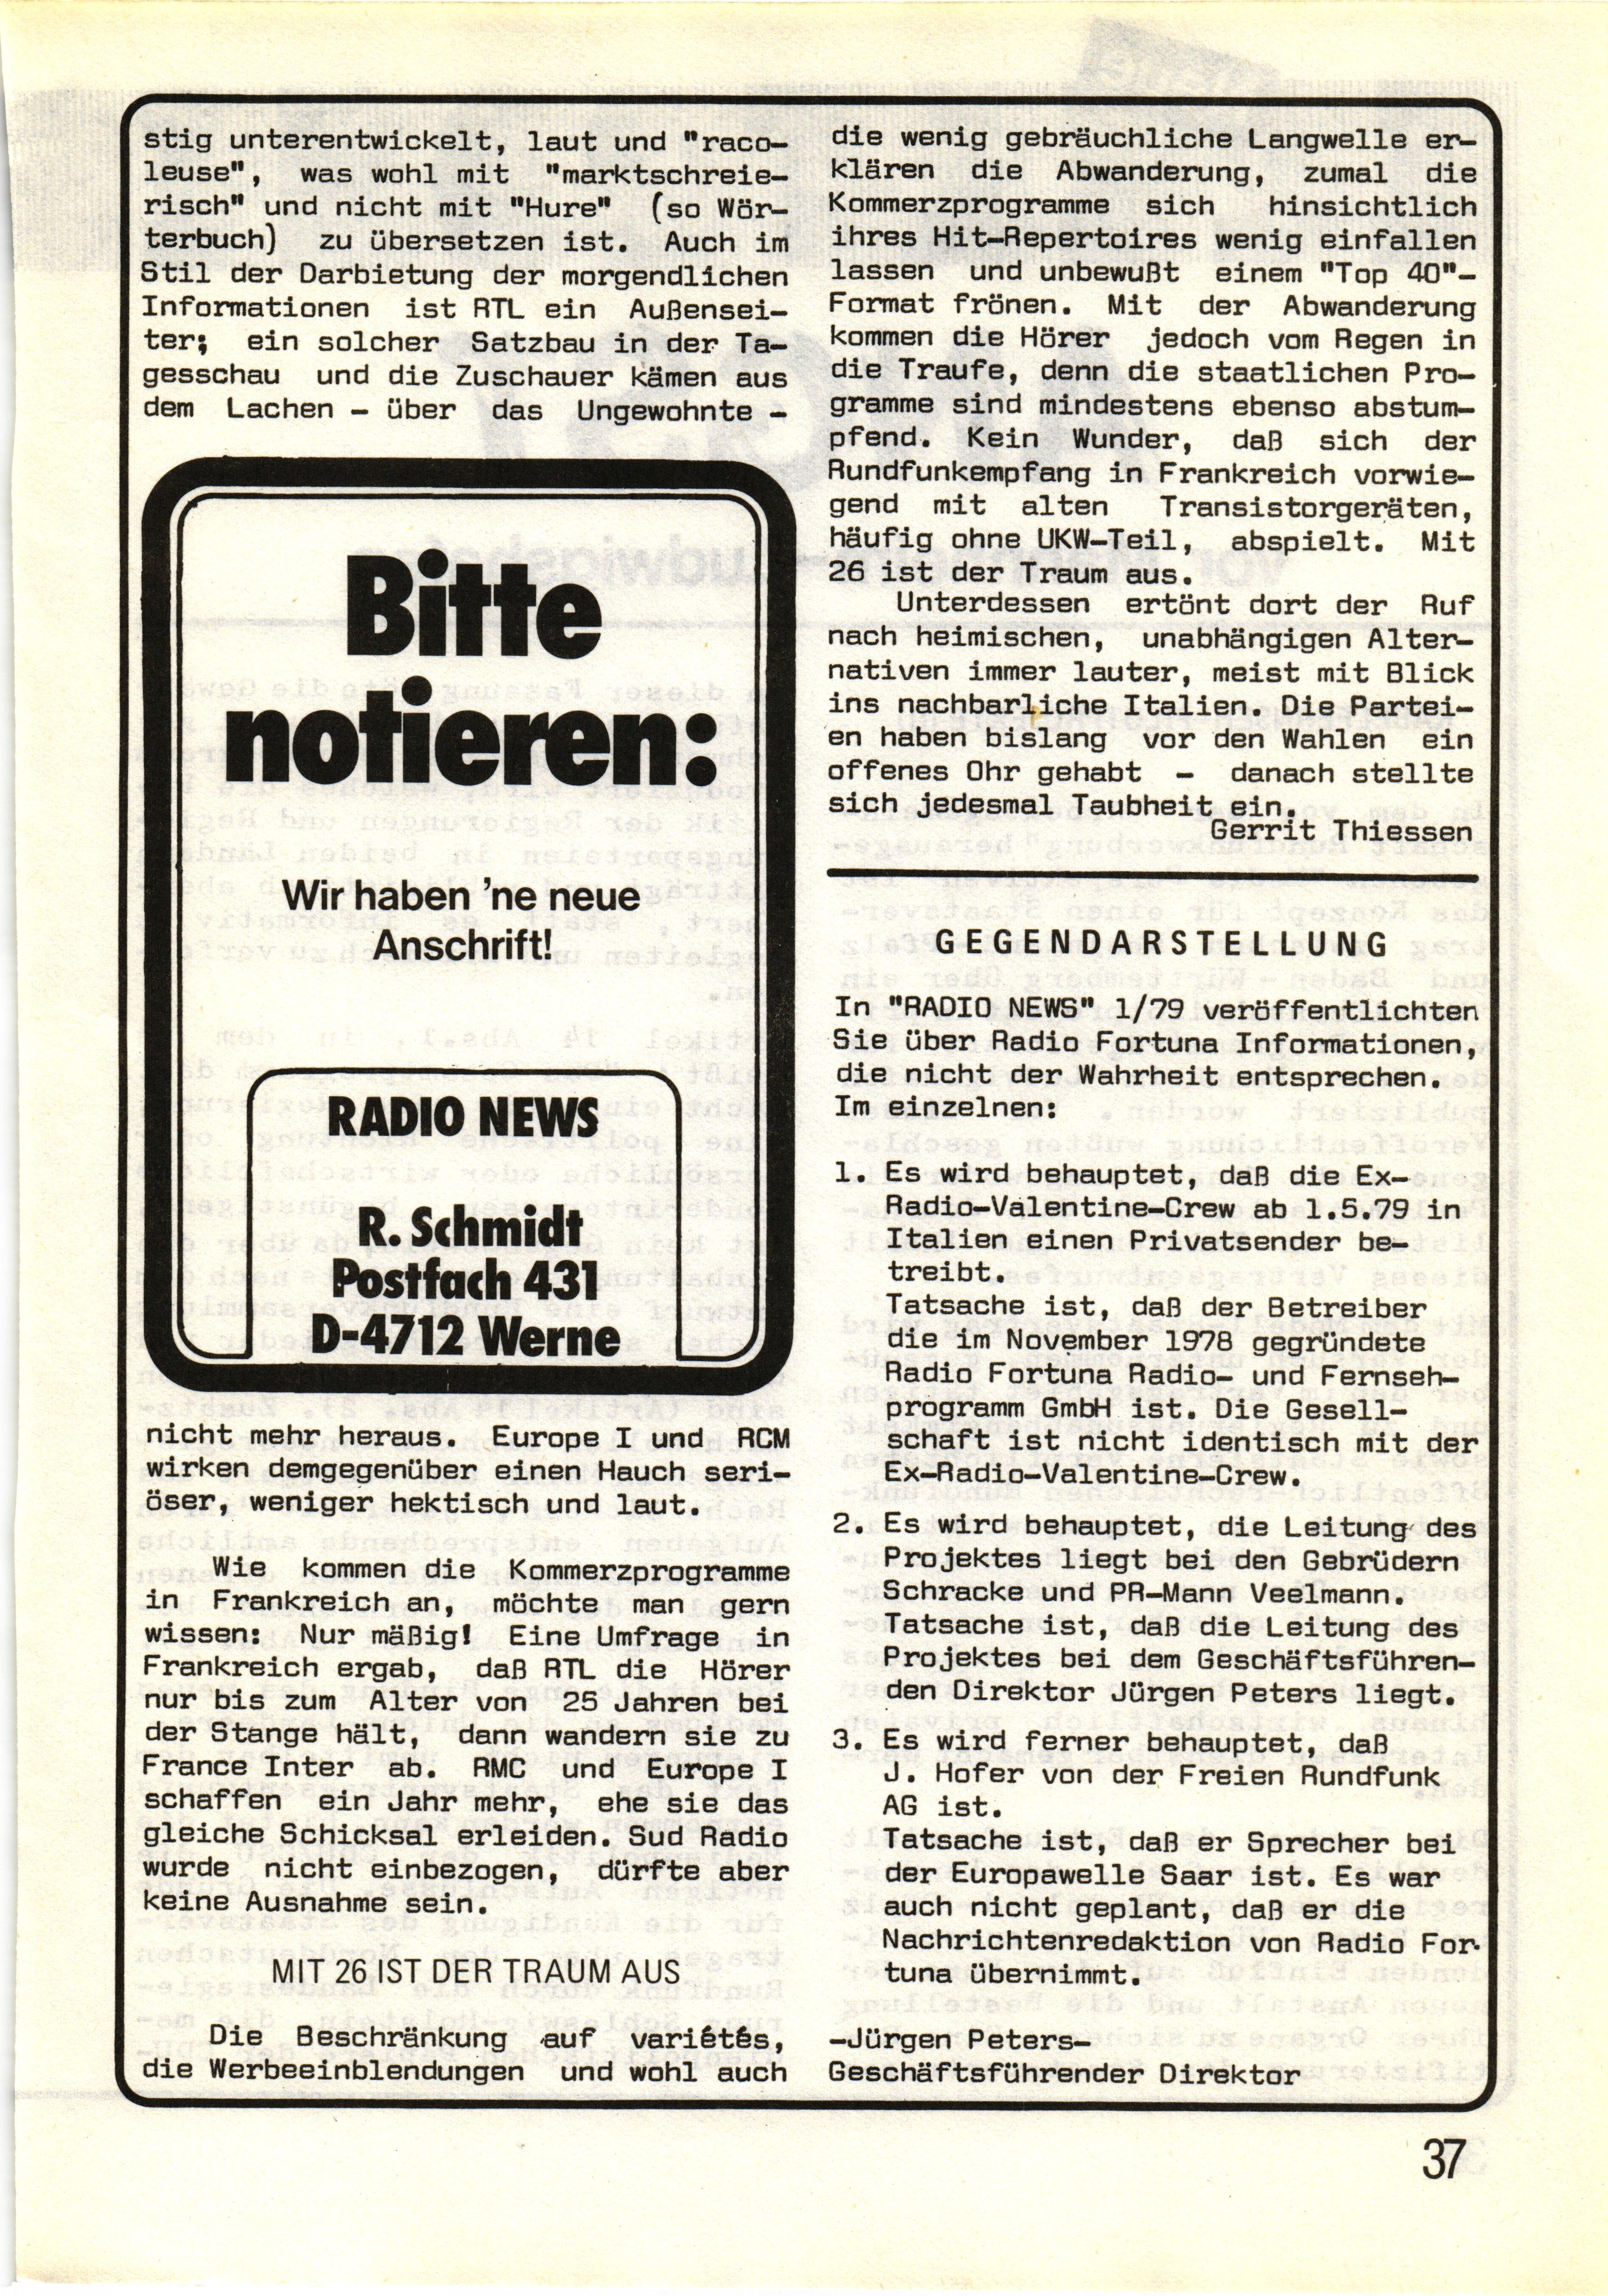 stig unterentwickelt, laut und "raco-
leuse", was wohl mit "marktschreie-
risch" und nicht mit "Hure" (so Wör-
terbuch) zu übersetzen ist. Auch im
Stil der Darbietung der morgendlichen
Informationen ist RTL ein Außensei-
ter; ein solcher Satzbau in der Ta-
gesschau und die Zuschauer kämen aus
dem Lachen - über das Ungewohnte -
Bitte
notieren:
Wir haben 'ne neue
Anschrift!
RADIO NEWS
R. Schmidt
Postfach 431
D-4712 Werne
nicht mehr heraus. Europe I und RCM
wirken demgegenüber einen Hauch seri-
öser, weniger hektisch und laut.
Wie kommen die Kommerzprogramme
in Frankreich an, möchte man gern
wissen: Nur mäßig! Eine Umfrage in
Frankreich ergab, daß RTL die Hörer
nur bis zum Alter von 25 Jahren bei
der Stange hält, dann wandern sie zu
France Inter ab. RMC und Europe I
schaffen ein Jahr mehr, ehe sie das
gleiche Schicksal erleiden. Sud Radio
wurde nicht einbezogen, dürfte aber
keine Ausnahme sein.
MIT 26 IST DER TRAUM AUS
Die Beschränkung auf variétés,
die Werbeeinblendungen und wohl auch
die wenig gebräuchliche Langwelle er-
klären die Abwanderung, zumal die
Kommerzprogramme sich hinsichtlich
ihres Hit-Repertoires wenig einfallen
lassen und unbewußt einem "Top 40"-
Format frönen. Mit der Abwanderung
kommen die Hörer jedoch vom Regen in
die Traufe, denn die staatlichen Pro-
gramme sind mindestens ebenso abstum-
pfend. Kein Wunder, daß sich der
Rundfunkempfang in Frankreich vorwie-
gend mit alten Transistorgeräten,
häufig ohne UKW-Teil, abspielt. Mit
26 ist der Traum aus.
Unterdessen ertönt dort der Ruf
nach heimischen, unabhängigen Alter-
nativen immer lauter, meist mit Blick
ins nachbarliche Italien. Die Partei-
en haben bislang vor den Wahlen ein
offenes Ohr gehabt - danach stellte
sich jedesmal Taubheit ein.
Gerrit Thiessen
GEGENDARSTELLUNG
In "RADIO NEWS" 1/79 veröffentlichten
Sie über Radio Fortuna Informationen,
die nicht der Wahrheit entsprechen.
Im einzelnen:
1. Es wird behauptet, daß die Ex-
Radio-Valentine-Crew ab 1.5.79 in
Italien einen Privatsender be-
treibt.
Tatsache ist, daß der Betreiber
die im November 1978 gegründete
Radio Fortuna Radio- und Fernseh-
programm GmbH ist. Die Gesell-
schaft ist nicht identisch mit der
Ex-Radio-Valentine-Crew.
2. Es wird behauptet, die Leitung des
Projektes liegt bei den Gebrüdern
Schracke und PR-Mann Veelmann.
Tatsache ist, daß die Leitung des
Projektes bei dem Geschäftsführen-
den Direktor Jürgen Peters liegt.
3. Es wird ferner behauptet, daß
J. Hofer von der Freien Rundfunk
AG ist.
Tatsache ist, daß er Sprecher bei
der Europawelle Saar ist. Es war
auch nicht geplant, daß er die
Nachrichtenredaktion von Radio For-
tuna übernimmt.
-Jürgen Peters-
Geschäftsführender Direktor
37